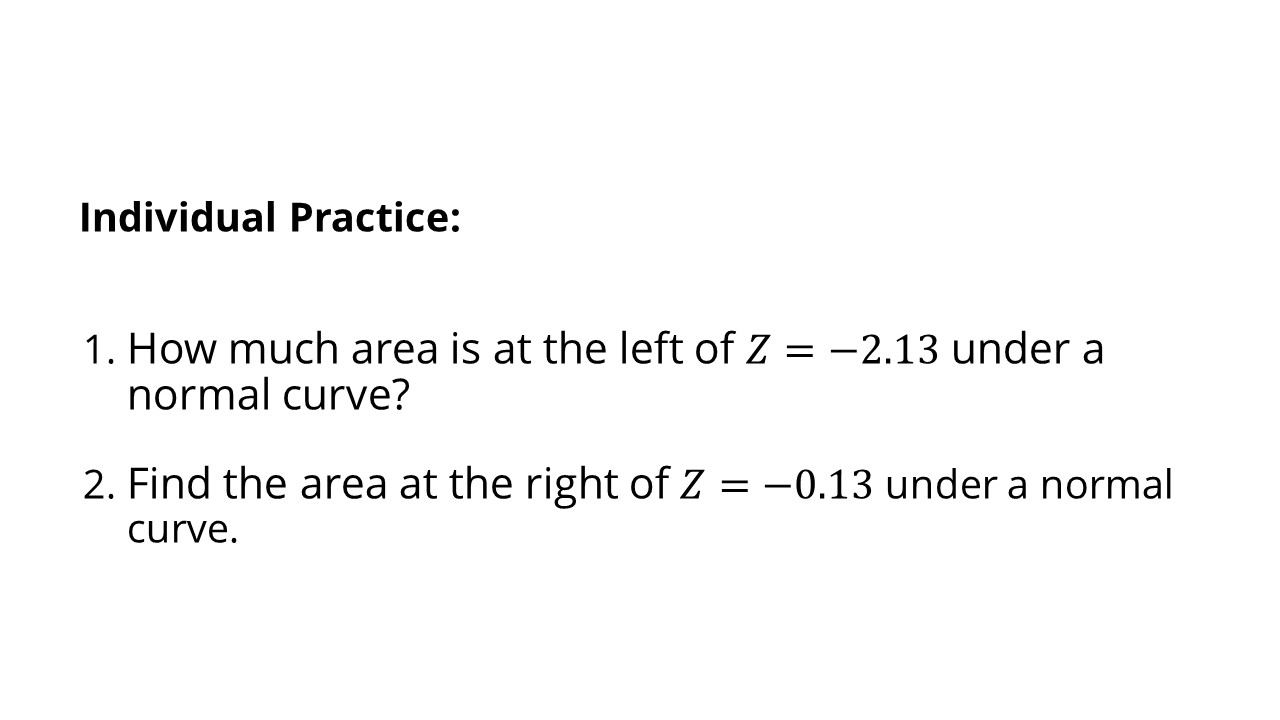 Individual Practice:
1. How much area is at the left of Z = −2.13 under a
normal curve?
2. Find the area at the right of Z = −0.13 under a normal
curve.